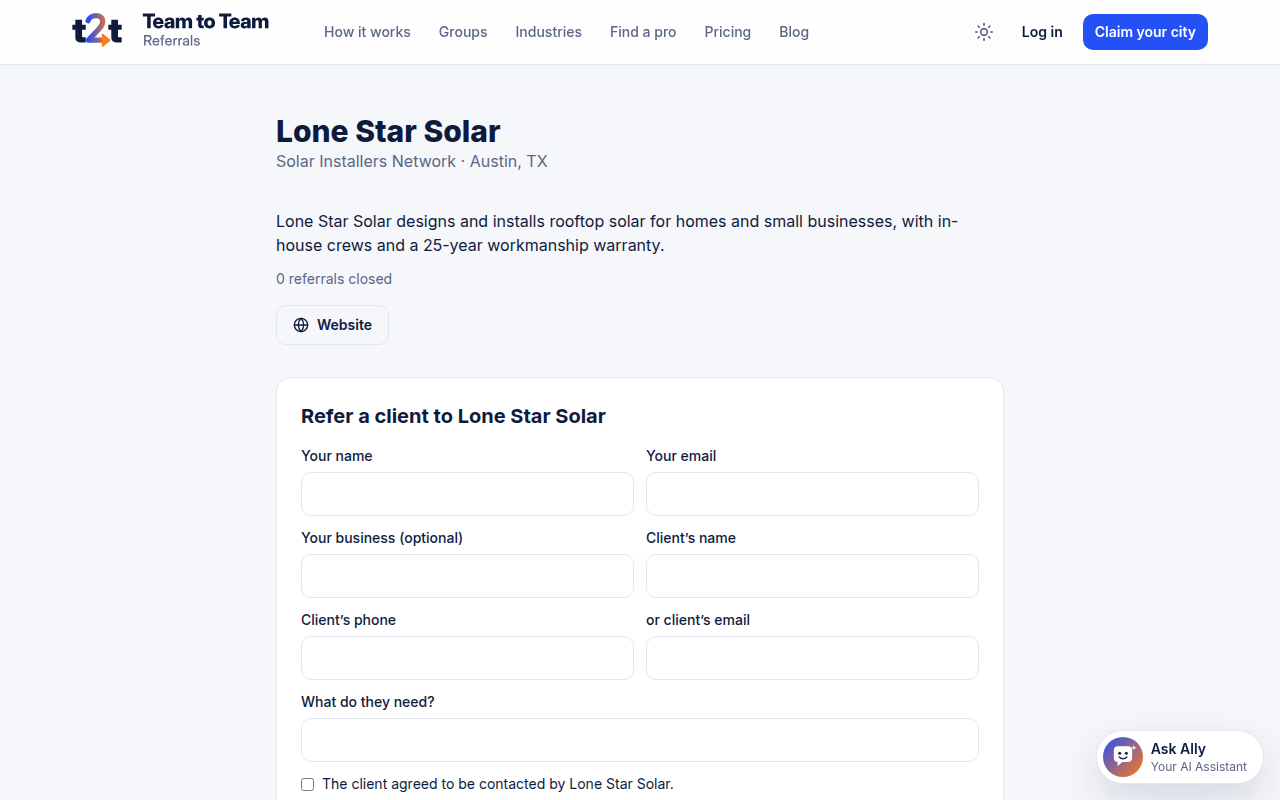 t2t
Team to Team
Referrals
How it works
Groups
Industries
Find a pro
Pricing
Blog
Log in
Claim your city
Lone Star Solar
Solar Installers Network · Austin, TX
Lone Star Solar designs and installs rooftop solar for homes and small businesses, with in-
house crews and a 25-year workmanship warranty.
0 referrals closed
Website
Refer a client to Lone Star Solar
Your name
Your email
Your business (optional)
Client’s name
Client’s phone
or client’s email
What do they need?
The client agreed to be contacted by Lone Star Solar.
Ask Ally
Your AI Assistant